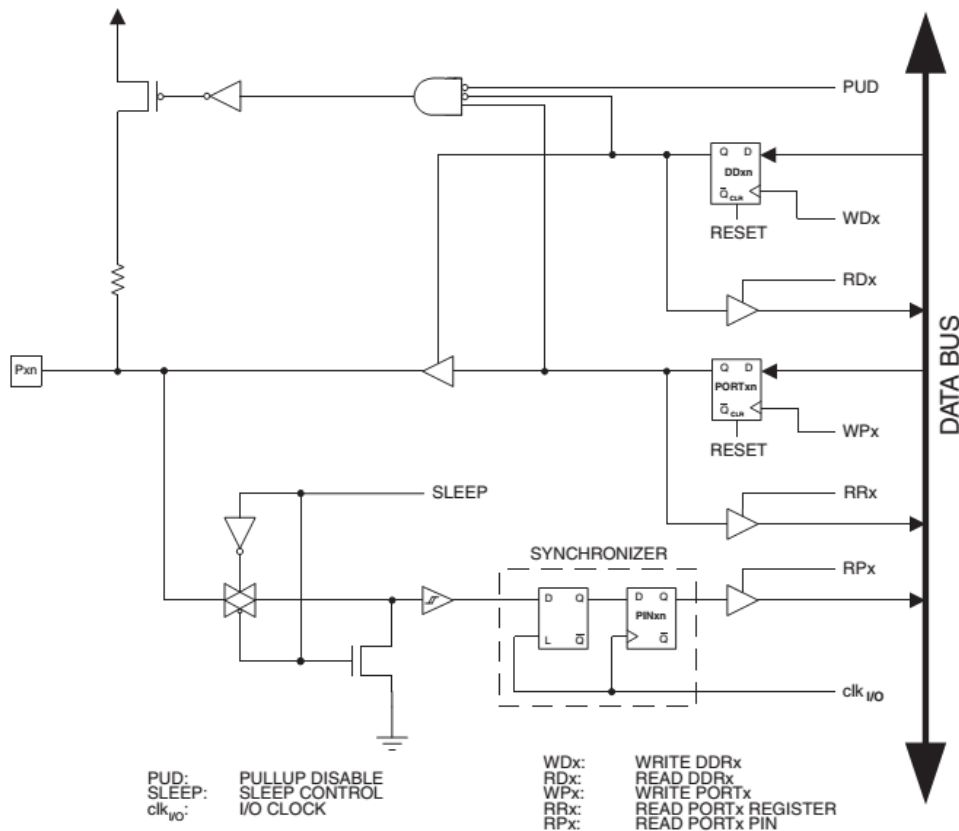 PUD
Q D
DDxn
Q CLR
WDx
RESET
RDx
Pxn
Q D
PORTxn
Q CLR
WPx
RESET
DATA BUS
SLEEP
RRx
SYNCHRONIZER
RPx
D Q
L Q
D Q
PINxn
Q
clk I/O
PUD: PULLUP DISABLE
SLEEP: SLEEP CONTROL
clk I/O: I/O CLOCK
WDx: WRITE DDRx
RDx: READ DDRx
WPx: WRITE PORTx
RRx: READ PORTx REGISTER
RPx: READ PORTx PIN